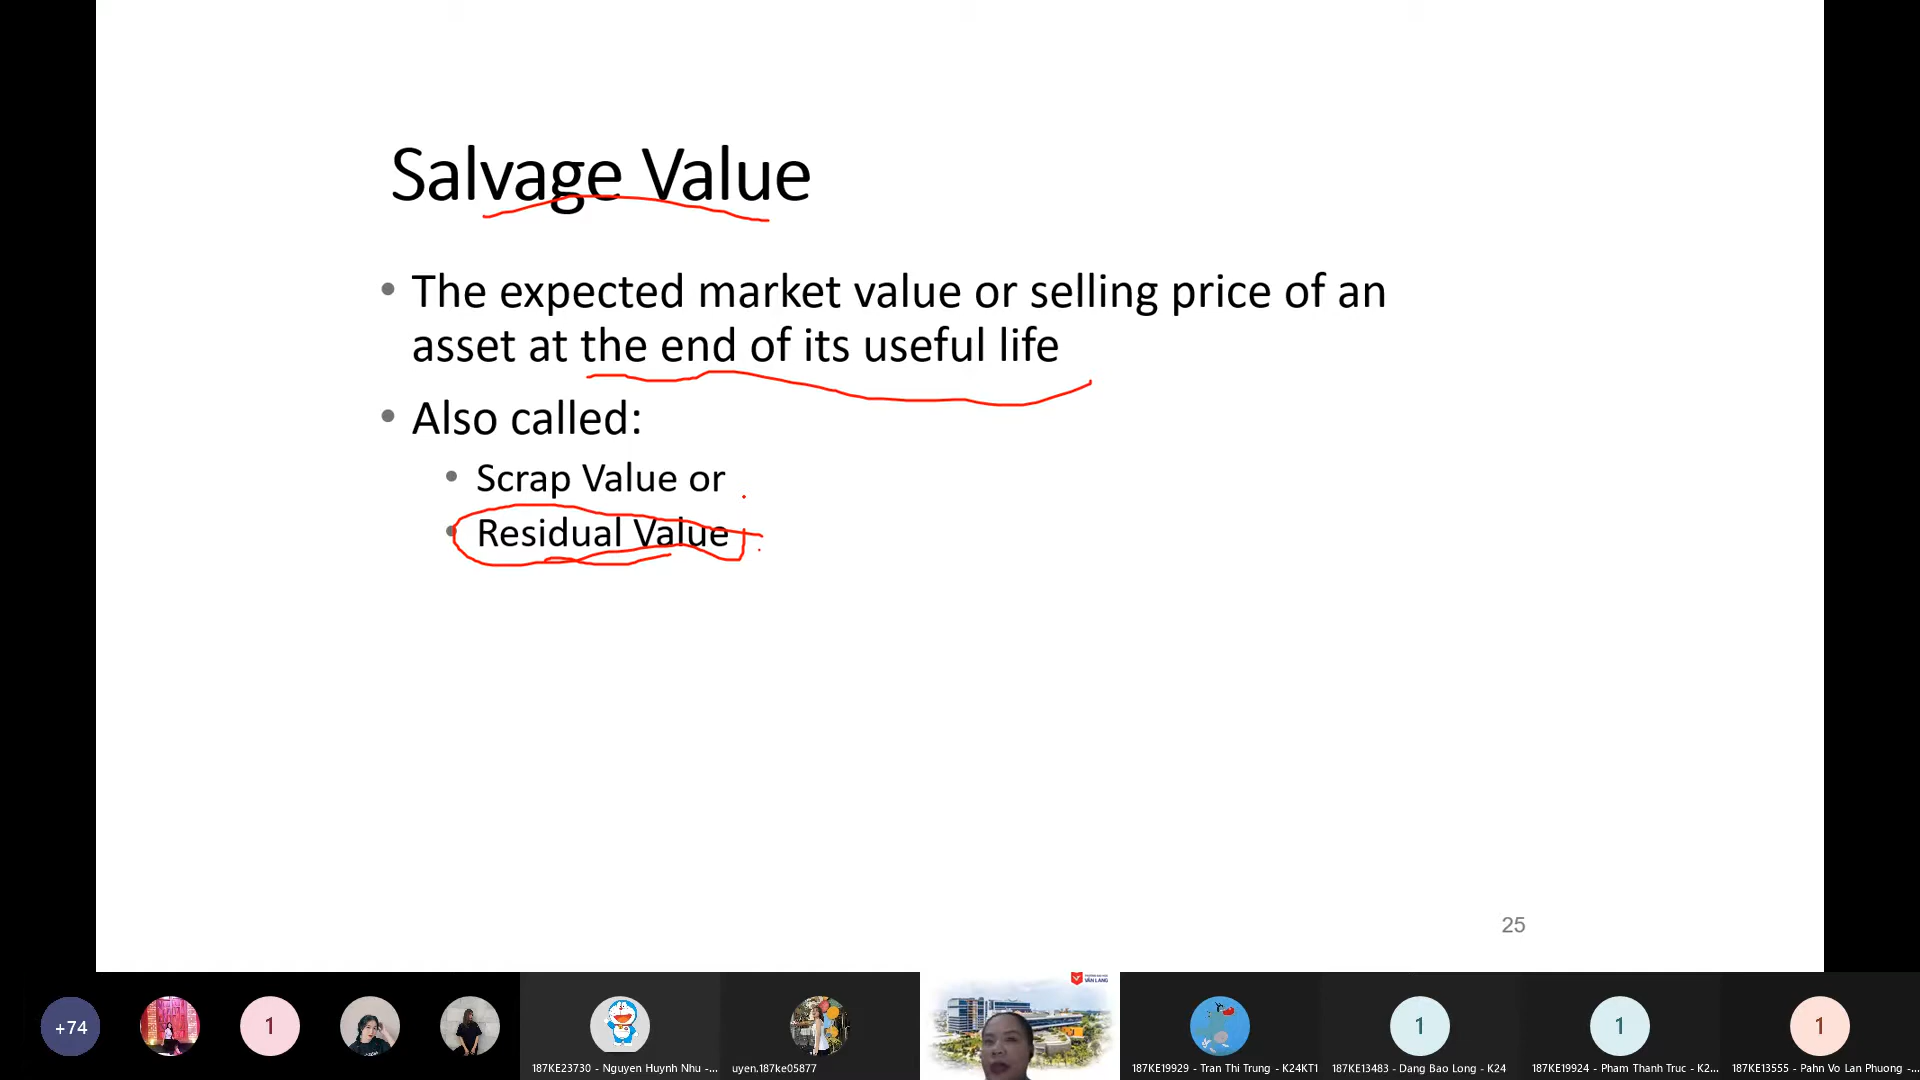 Salvage Value
• The expected market value or selling price of an
asset at the end of its useful life
• Also called:
• Scrap Value or
• Residual Value
25
+74
1
1
1
1
VĂN LANG
187KE23730 - Nguyen Huynh Nhu -...
uyen.187ke05877
187KE19929 - Tran Thi Trung - K24KT1
187KE13483 - Dang Bao Long - K24
187KE19924 - Pham Thanh Truc - K2...
187KE13555 - Pahn Vo Lan Phuong -...